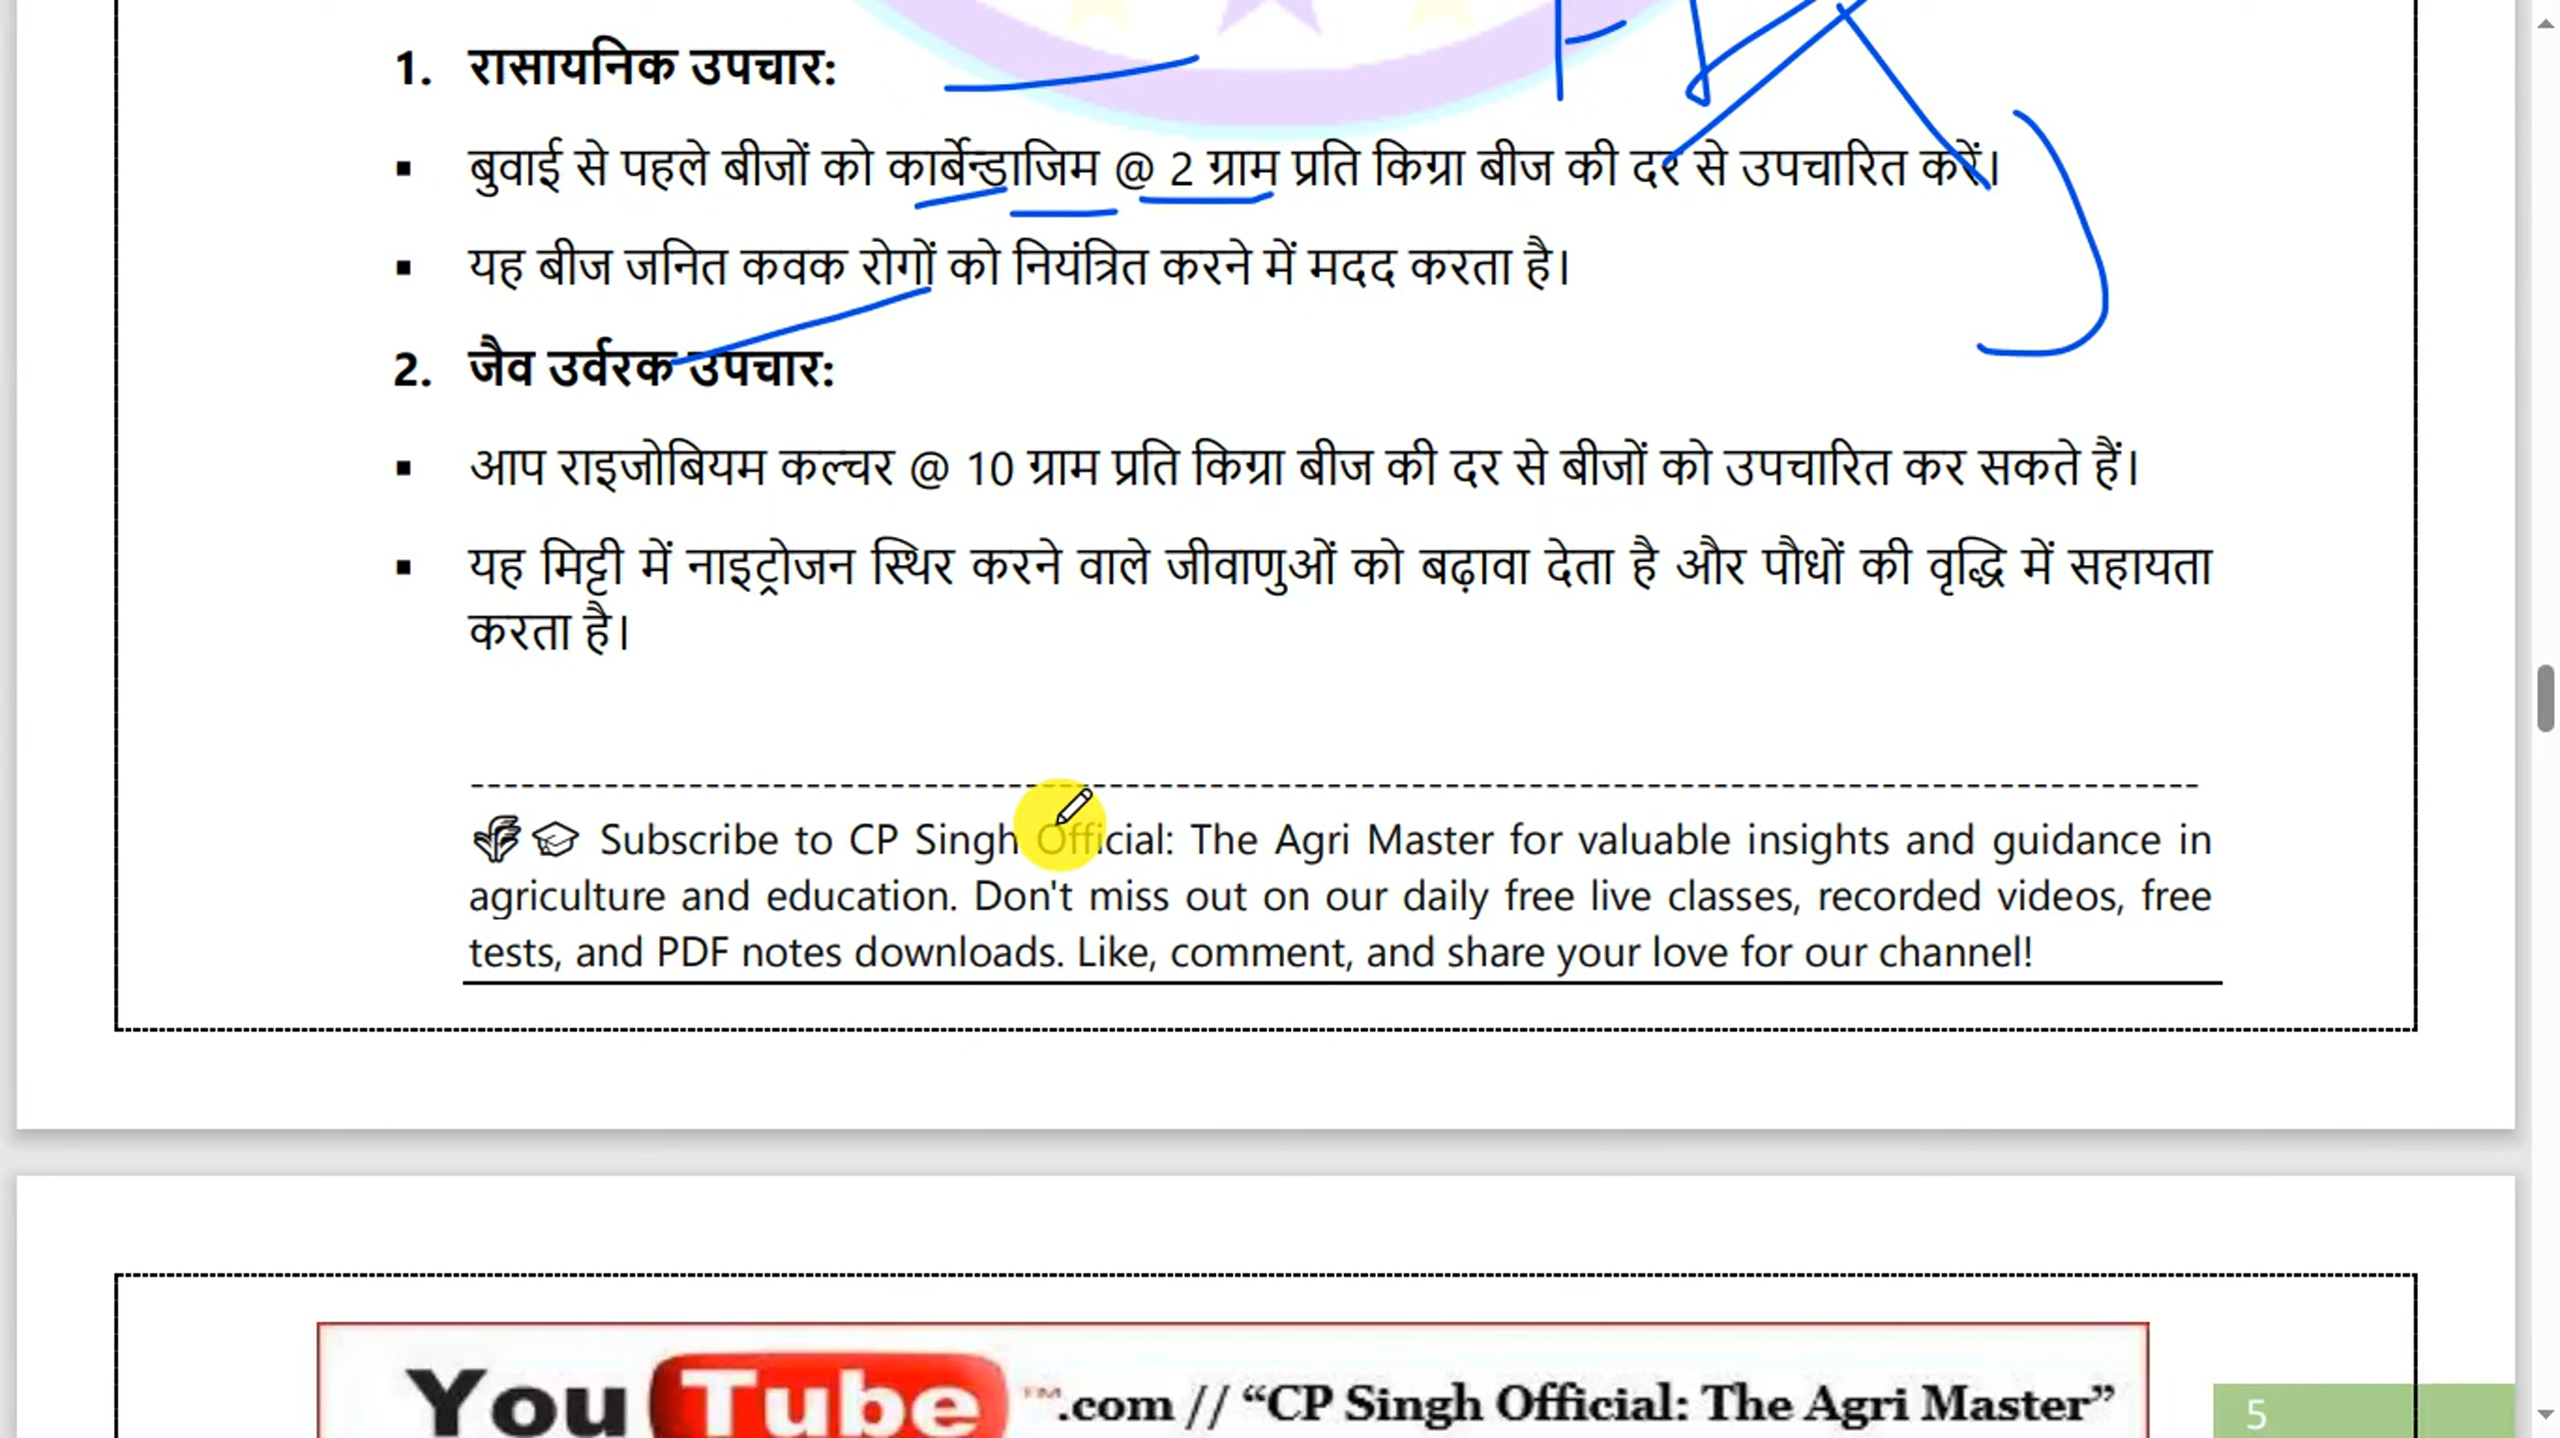 1. रासायनिक उपचार:
▪ बुवाई से पहले बीजों को कार्बेन्डाजिम @ 2 ग्राम प्रति किग्रा बीज की दर से उपचारित करें।
▪ यह बीज जनित कवक रोगों को नियंत्रित करने में मदद करता है।
2. जैव उर्वरक उपचार:
▪ आप राइजोबियम कल्चर @ 10 ग्राम प्रति किग्रा बीज की दर से बीजों को उपचारित कर सकते हैं।
▪ यह मिट्टी में नाइट्रोजन स्थिर करने वाले जीवाणुओं को बढ़ावा देता है और पौधों की वृद्धि में सहायता
करता है।
Subscribe to CP Singh Official: The Agri Master for valuable insights and guidance in
agriculture and education. Don't miss out on our daily free live classes, recorded videos, free
tests, and PDF notes downloads. Like, comment, and share your love for our channel!
YouTube™.com // “CP Singh Official: The Agri Master”
5